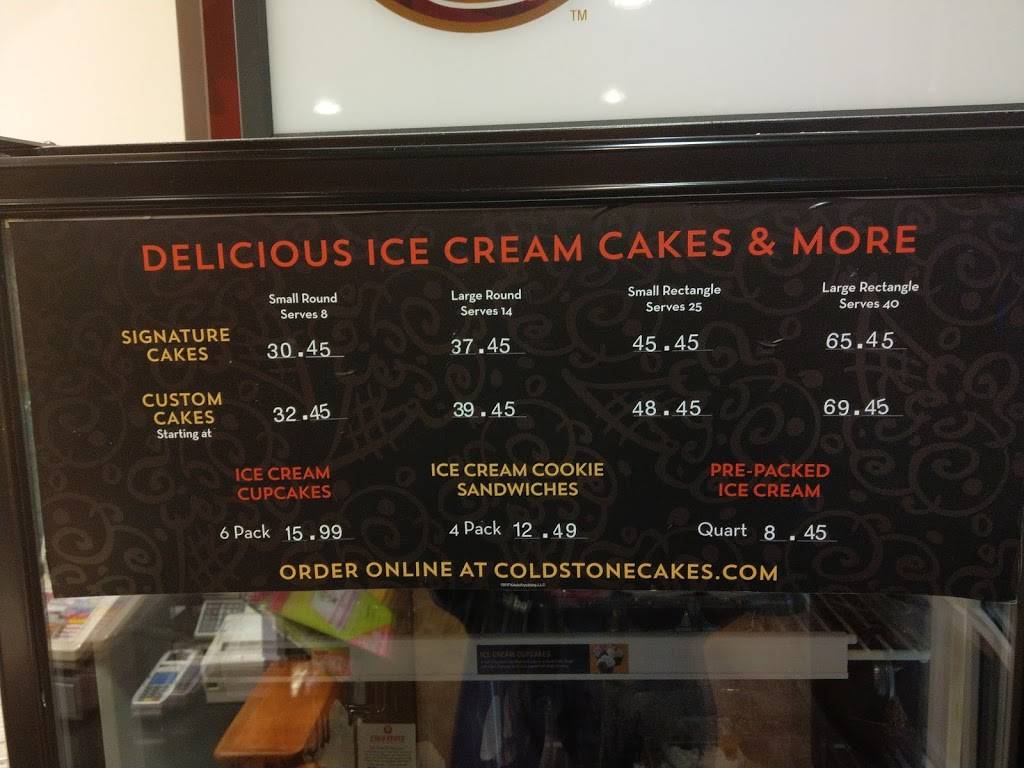 TM
DELICIOUS ICE CREAM CAKES & MORE
Small Round Large Round Small Rectangle Large Rectangle
Serves 8 Serves 14 Serves 25 Serves 40
SIGNATURE
CAKES 30.45 37.45 45.45 65.45
CUSTOM
CAKES 32.45 39.45 48.45 69.45
Starting at
ICE CREAM ICE CREAM COOKIE PRE-PACKED
CUPCAKES SANDWICHES ICE CREAM
6 Pack 15.99 4 Pack 12.49 Quart 8.45
ORDER ONLINE AT COLDSTONECAKES.COM
ICE CREAM CUPCAKES